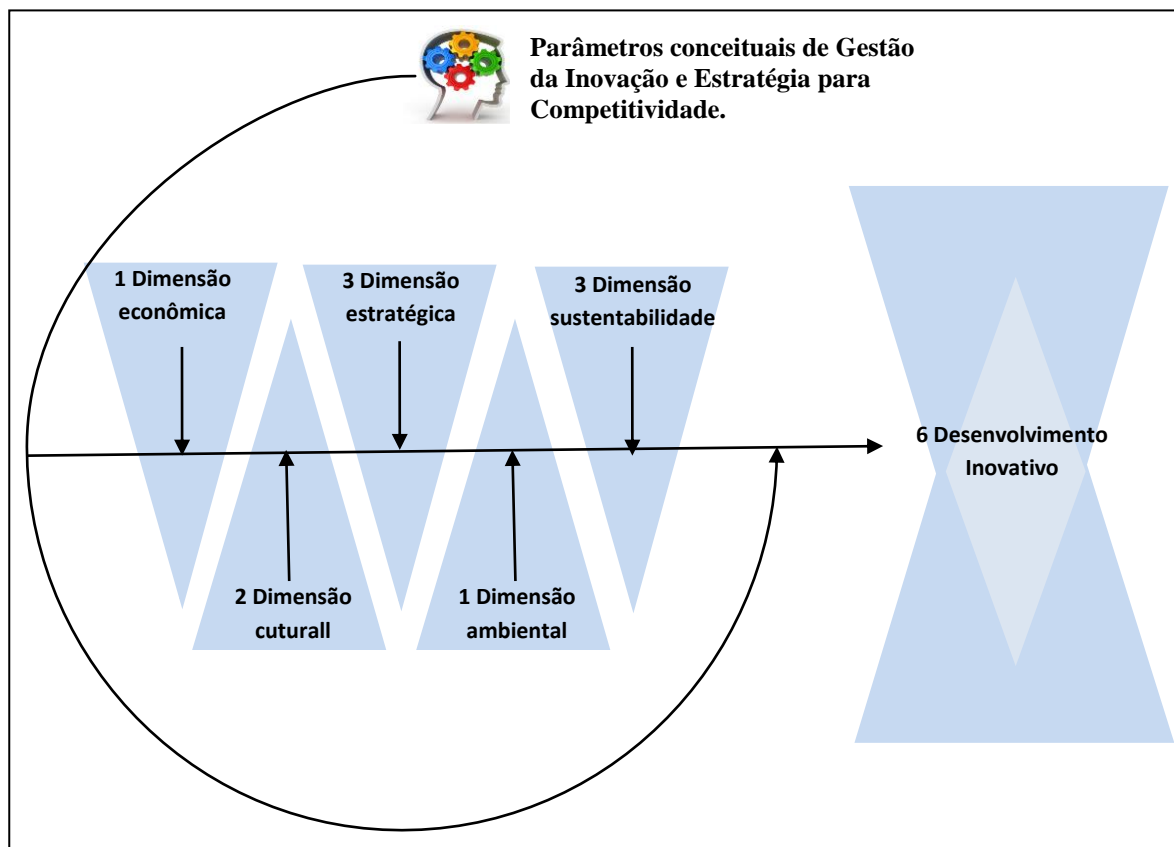 Parâmetros conceituais de Gestão
da Inovação e Estratégia para
Competitividade.
1 Dimensão
econômica
3 Dimensão
estratégica
3 Dimensão
sustentabilidade
6 Desenvolvimento
Inovativo
2 Dimensão
cuturall
1 Dimensão
ambiental